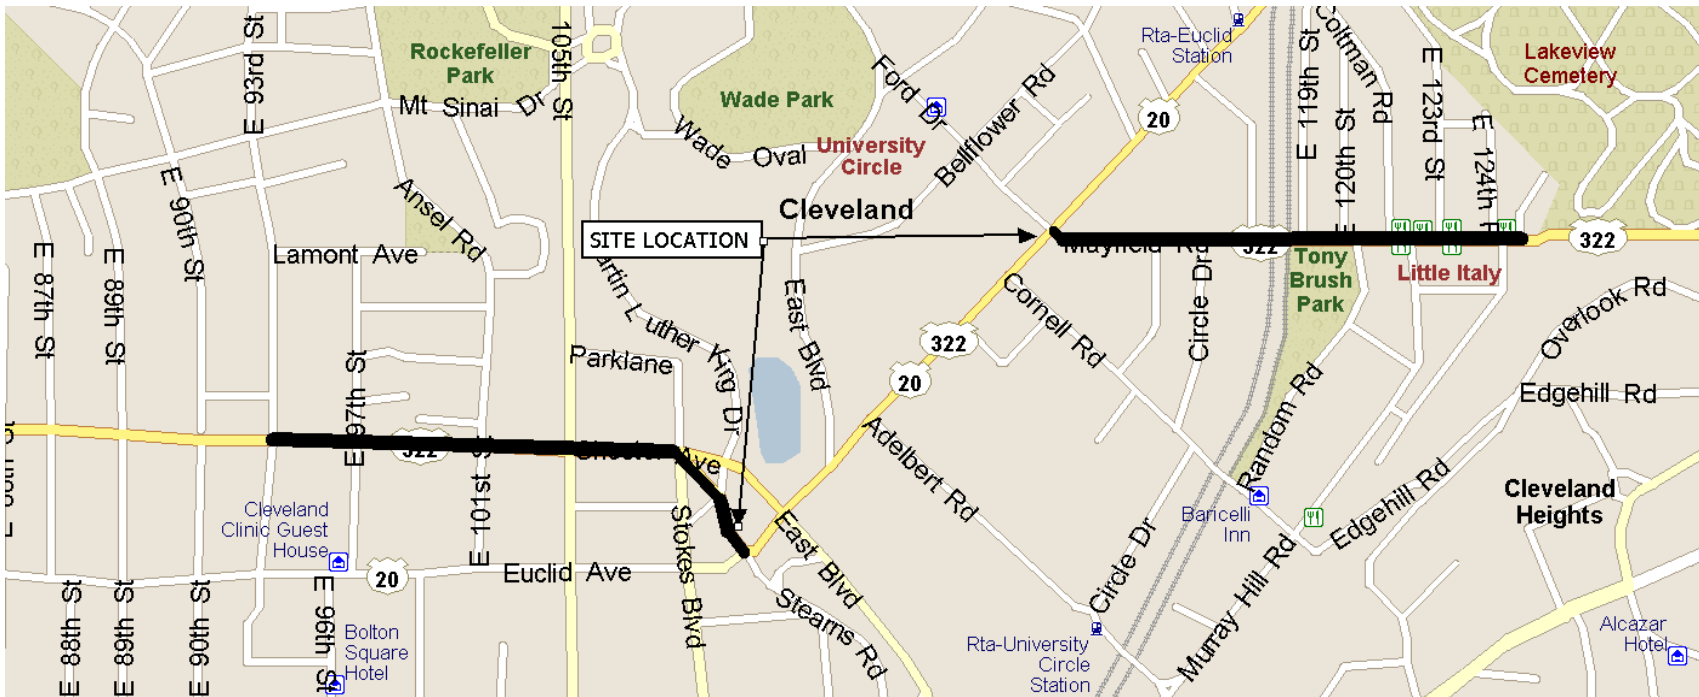 E 93rd St
105th St
Rockefeller
Park
Mt Sinai Dr
Wade Park
Wade Oval
University
Circle
Ford Dr
Bellflower Rd
Rta-Euclid
Station
20
E 119th St
Coltman Rd
E 120th St
E 123rd St
E 124th
Lakeview
Cemetery
E 90th St
Ansel Rd
Cleveland
SITE LOCATION
Mayfield Rd
322
322
Little Italy
Tony
Brush
Park
Lamont Ave
E 87th St
E 89th St
E 97th St
Luther King Dr
East Blvd
Parklane
322
20
Cornell Rd
Circle Dr
Overlook Rd
Edgehill Rd
Random Rd
322
Ave
E 101st St
Adelbert Rd
Cleveland
Clinic Guest
House
Stokes Blvd
East Blvd
Baricelli
Inn
Edgehill Rd
Cleveland
Heights
20
Euclid Ave
Stearns Rd
Circle Dr
Murray Hill Rd
E 88th St
E 89th St
E 90th St
E 96th St
Bolton
Square
Hotel
Rta-University
Circle
Station
Alcazar
Hotel